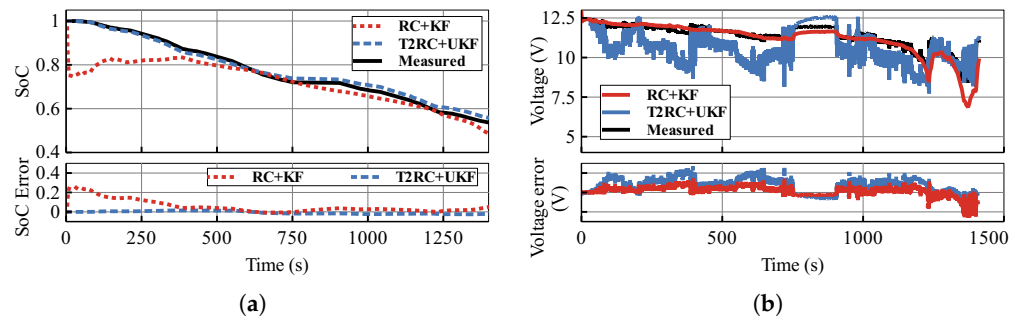 1
0.8
0.6
0.4
SoC
RC+KF
T2RC+UKF
Measured
0.4
0.2
0
SoC Error
RC+KF
T2RC+UKF
0
250
500
750
1000
1250
Time (s)
(a)
12.5
10
7.5
5
Voltage (V)
RC+KF
T2RC+UKF
Measured
Voltage error
(V)
0
500
1000
1500
Time (s)
(b)